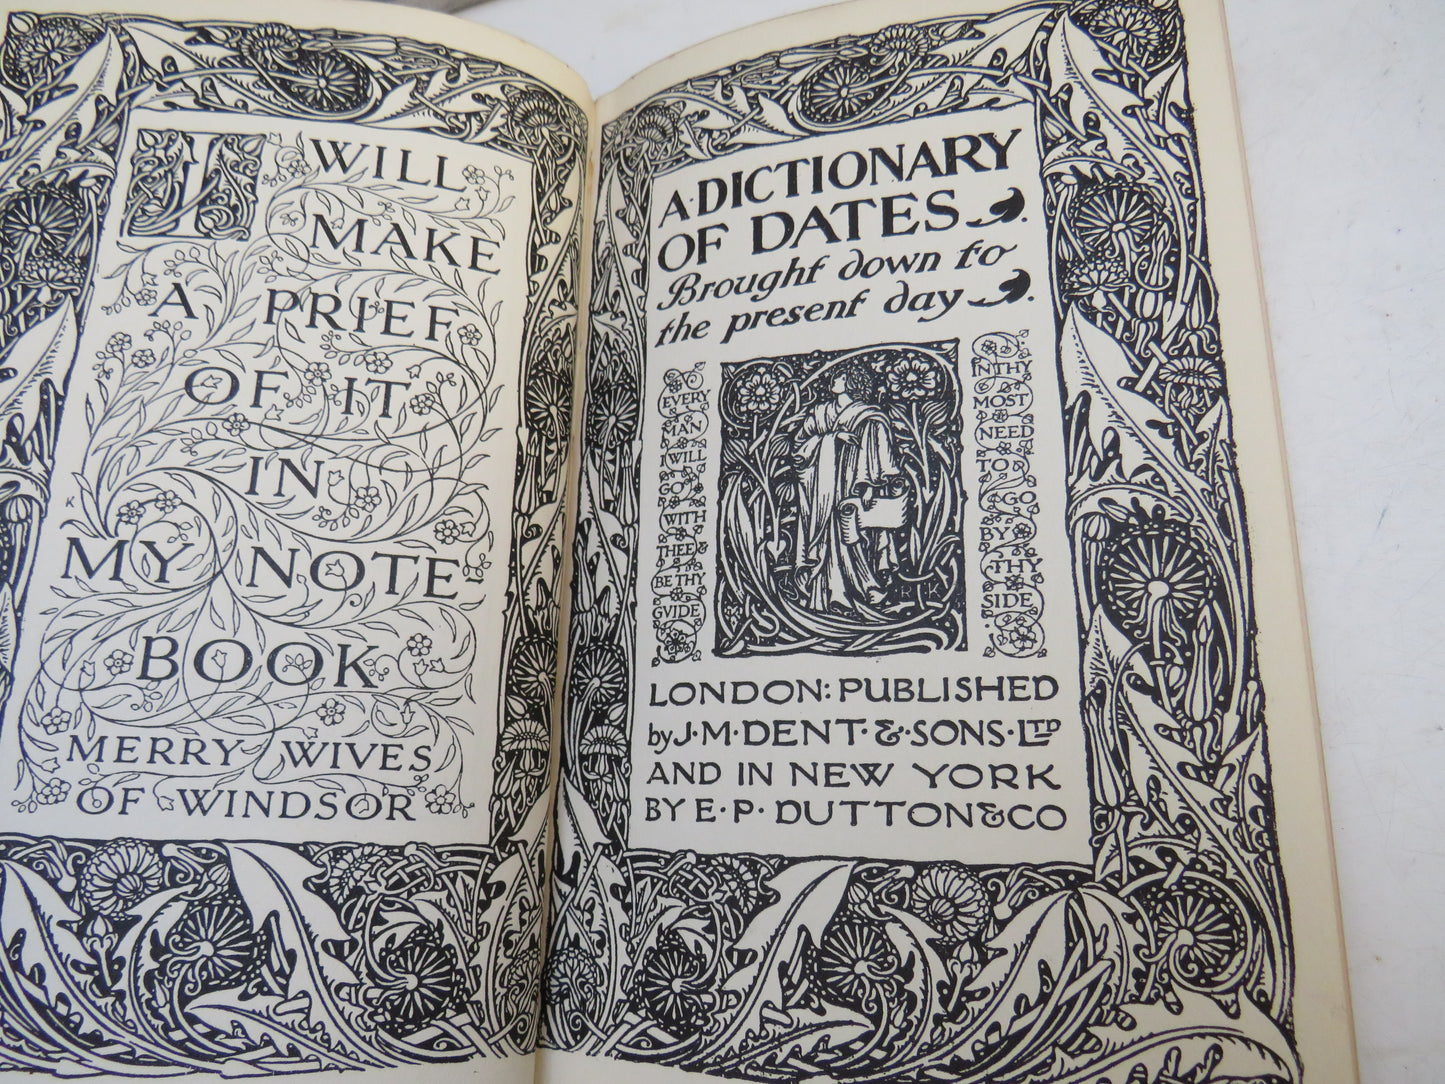 I WILL
MAKE
A PRIEF
OF IT
IN
MY NOTE-
BOOK
MERRY WIVES
OF WINDSOR
K
A·DICTIONARY
OF DATES
Brought down to
the present day
EVERY
MAN
I WILL
GO
WITH
THEE &
BE THY
GUIDE
IN THY
MOST
NEED
TO
GO
BY
THY
SIDE
LONDON: PUBLISHED
by J·M·DENT·&·SONS·LTD
AND IN NEW YORK
BY E·P·DUTTON & CO